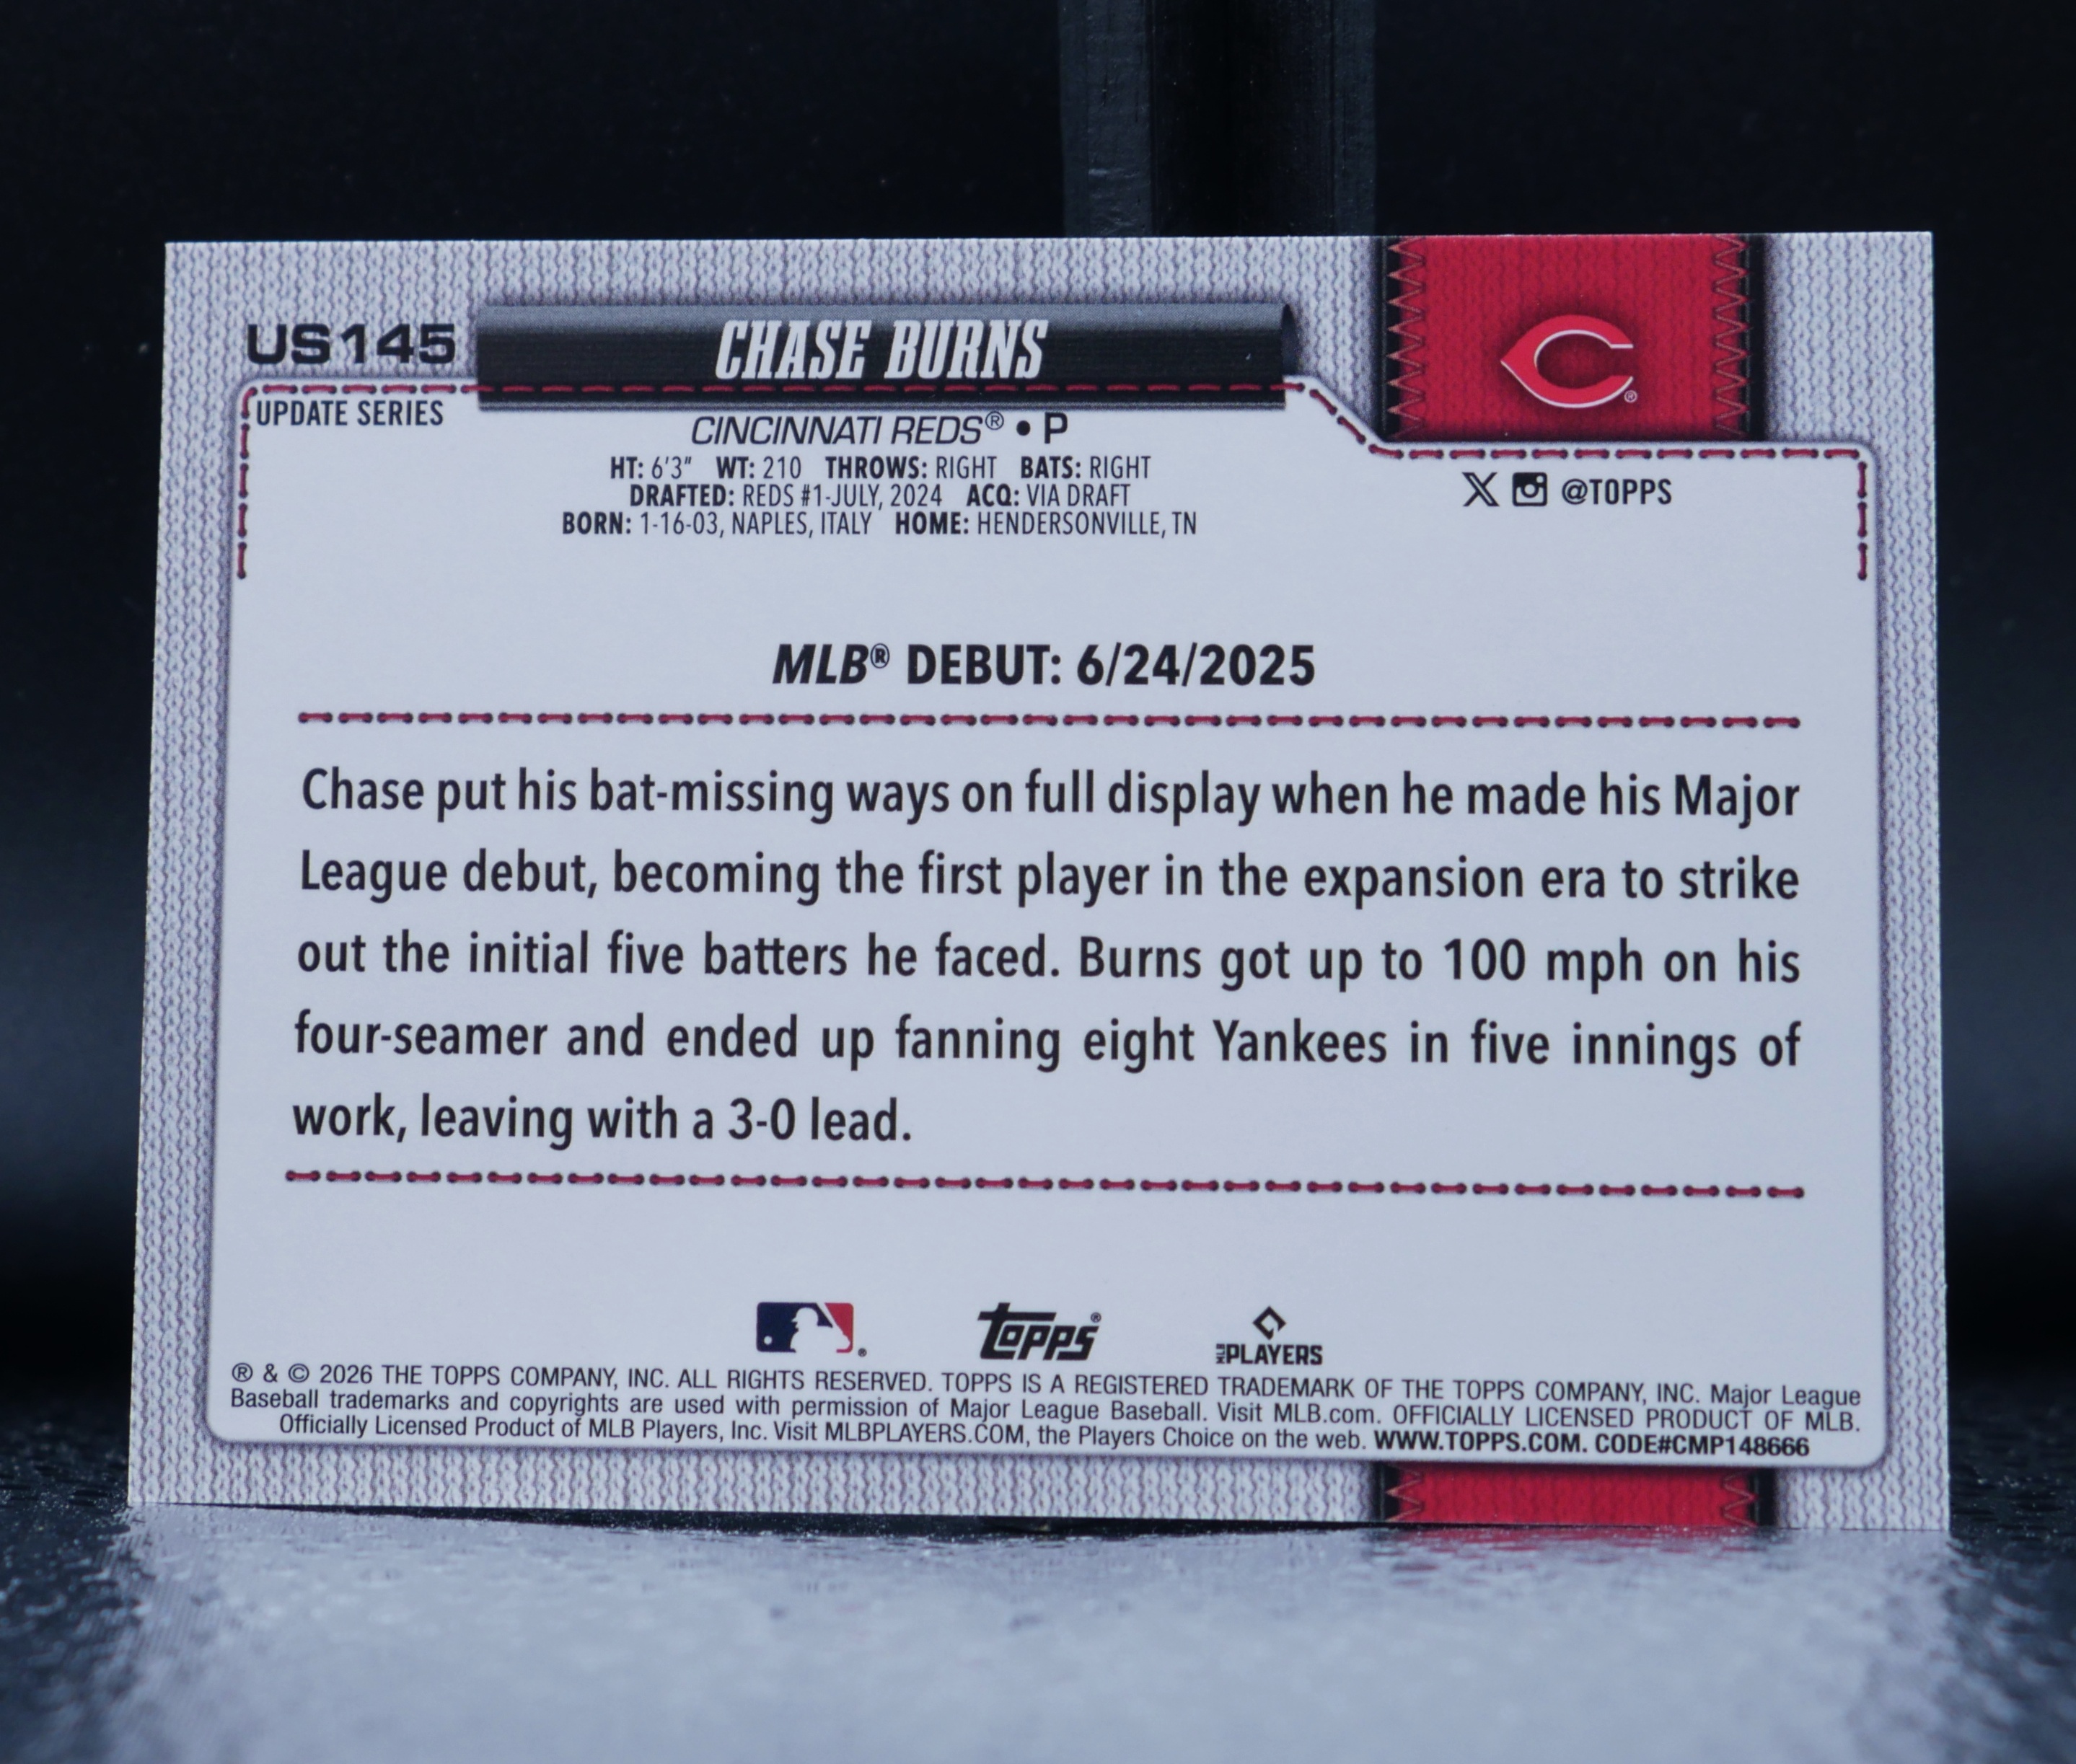 US145
CHASE BURNS
UPDATE SERIES
CINCINNATI REDS® • P
HT: 6'3" WT: 210 THROWS: RIGHT BATS: RIGHT
DRAFTED: REDS #1-JULY, 2024 ACQ: VIA DRAFT
BORN: 1-16-03, NAPLES, ITALY HOME: HENDERSONVILLE, TN
C®
X @TOPPS
MLB® DEBUT: 6/24/2025
Chase put his bat-missing ways on full display when he made his Major
League debut, becoming the first player in the expansion era to strike
out the initial five batters he faced. Burns got up to 100 mph on his
four-seamer and ended up fanning eight Yankees in five innings of
work, leaving with a 3-0 lead.
topps®
MLB PLAYERS
® & © 2026 THE TOPPS COMPANY, INC. ALL RIGHTS RESERVED. TOPPS IS A REGISTERED TRADEMARK OF THE TOPPS COMPANY, INC. Major League
Baseball trademarks and copyrights are used with permission of Major League Baseball. Visit MLB.com. OFFICIALLY LICENSED PRODUCT OF MLB.
Officially Licensed Product of MLB Players, Inc. Visit MLBPLAYERS.COM, the Players Choice on the web. WWW.TOPPS.COM. CODE#CMP148666